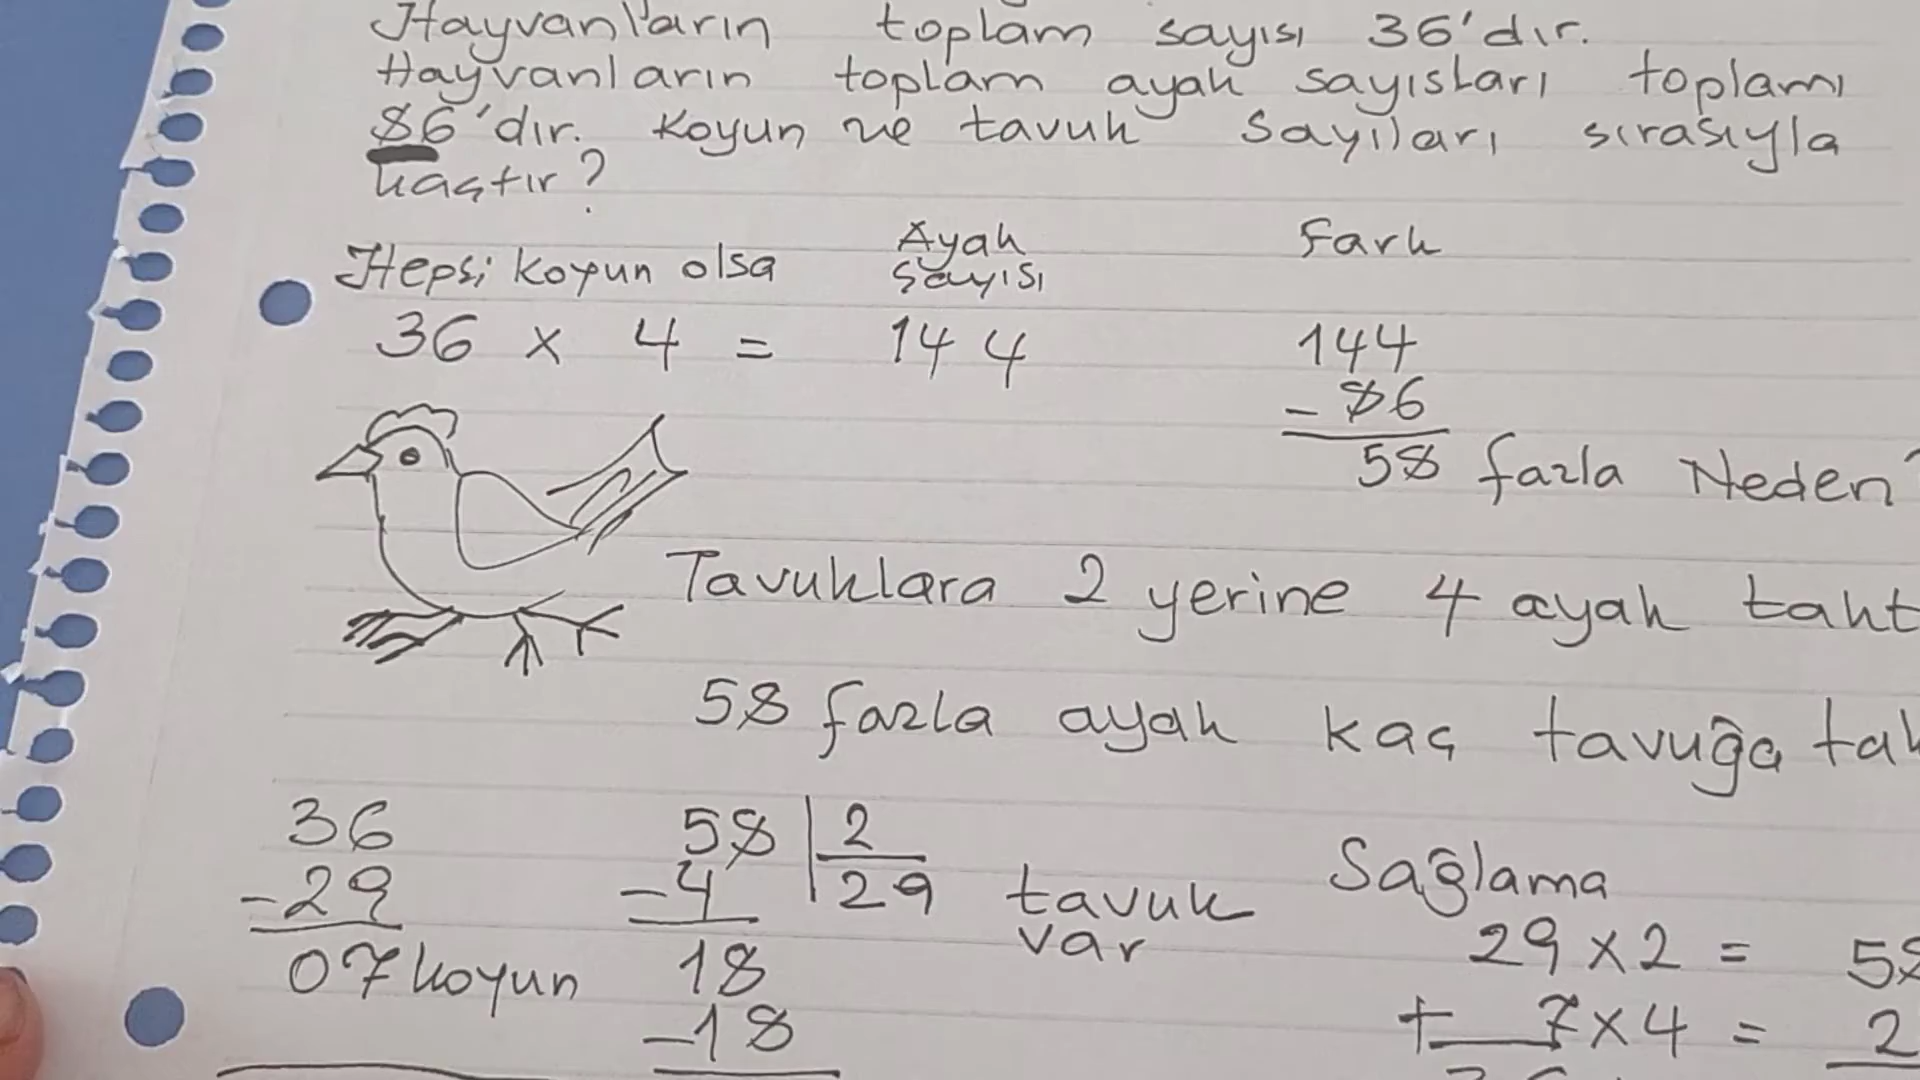 Hayvanların toplam sayısı 36'dır.
Hayvanların toplam ayak sayısları toplamı
86'dır. Koyun ve tavuk sayıları sırasıyla
kaçtır?
Hepsi koyun olsa
Ayak
sayısı
Fark
36 x 4 = 144
144
- 86
58 fazla Neden?
Tavuklara 2 yerine 4 ayak takt
58 fazla ayak kaç tavuğa tak
36
-29
07 koyun
58 | 2
-4 | 29 tavuk
var
18
-18
Sağlama
29 x 2 = 58
+ 7 x 4 = 2